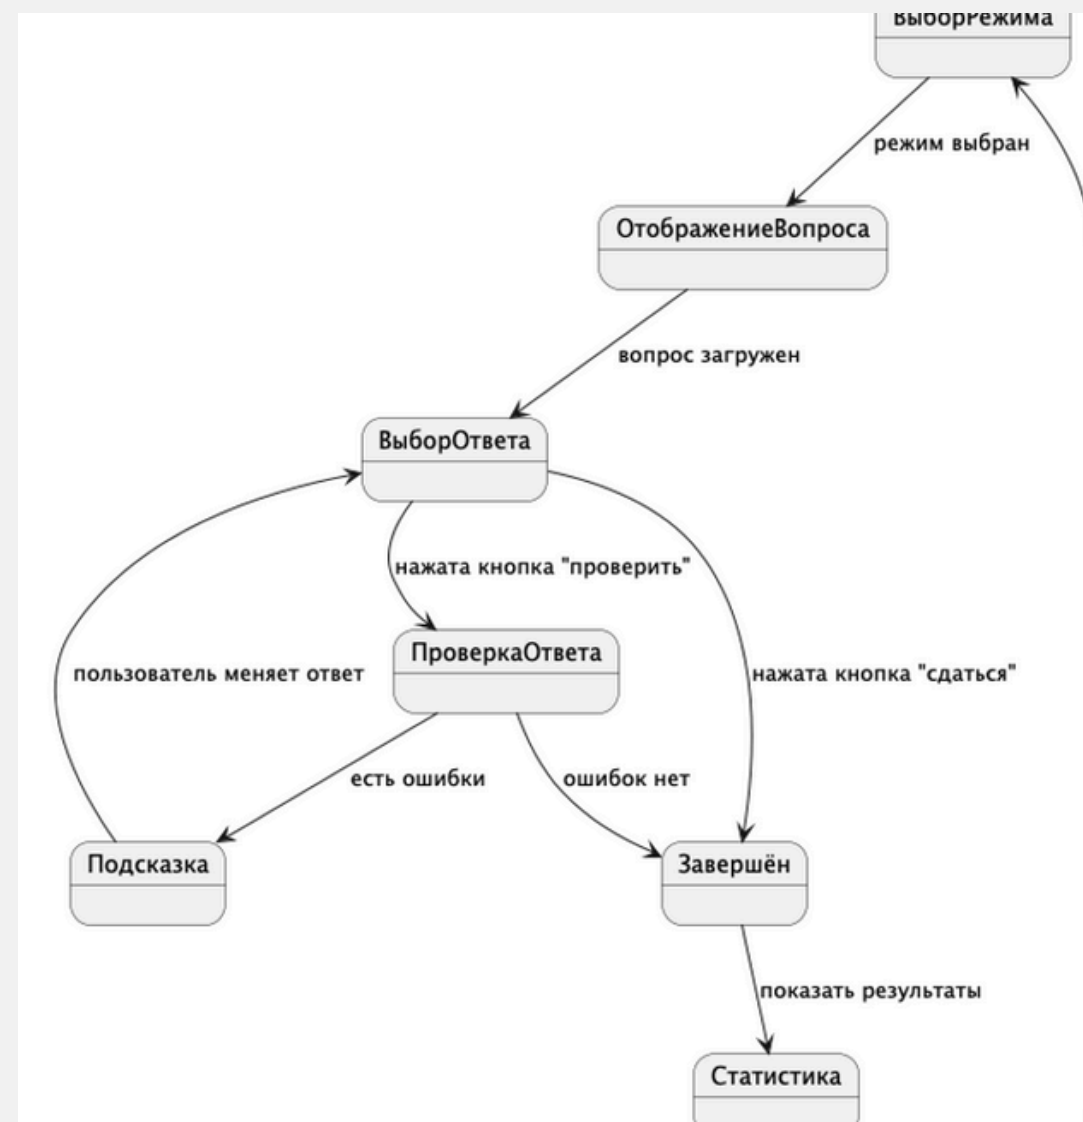 ВыборРежима
режим выбран
ОтображениеВопроса
вопрос загружен
ВыборОтвета
нажата кнопка "проверить"
ПроверкаОтвета
пользователь меняет ответ
нажата кнопка "сдаться"
есть ошибки
ошибок нет
Подсказка
Завершён
показать результаты
Статистика